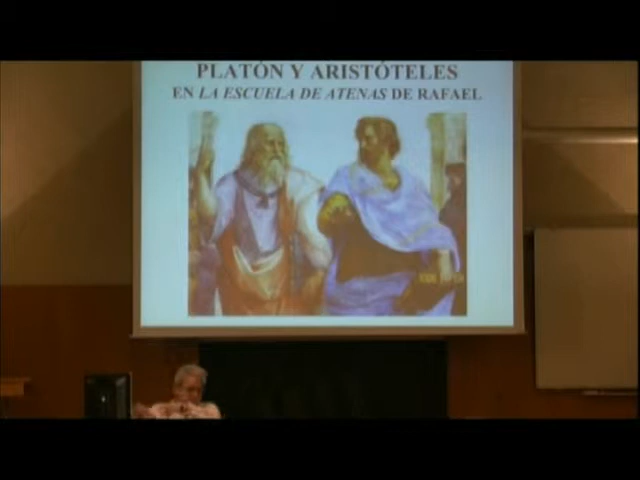 PLATÓN Y ARISTÓTELES
EN LA ESCUELA DE ATENAS DE RAFAEL